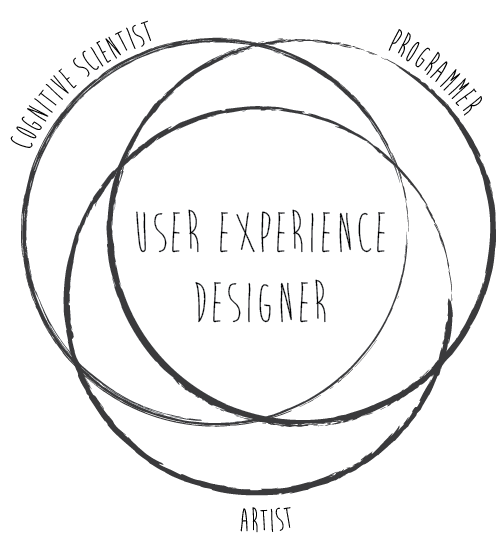 COGNITIVE SCIENTIST
PROGRAMMER
USER EXPERIENCE
DESIGNER
ARTIST